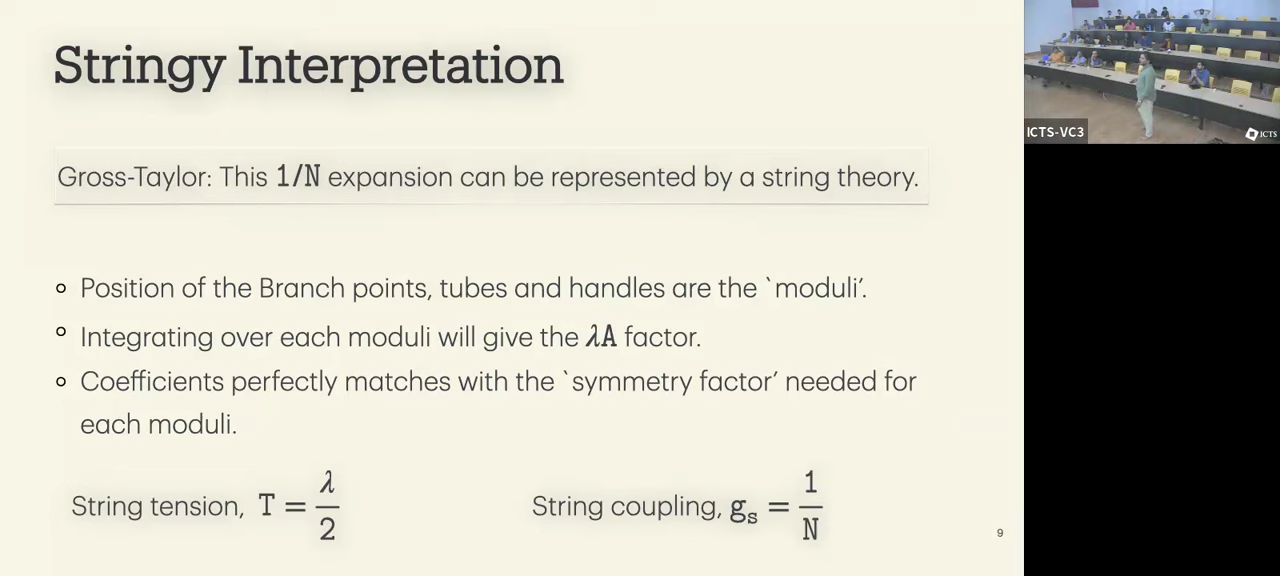 Stringy Interpretation
Gross-Taylor: This 1/N expansion can be represented by a string theory.
Position of the Branch points, tubes and handles are the `moduli'.
Integrating over each moduli will give the λA factor.
Coefficients perfectly matches with the `symmetry factor' needed for
each moduli.
String tension, T = λ/2
String coupling, gₛ = 1/N
9
ICTS-VC3
ICTS